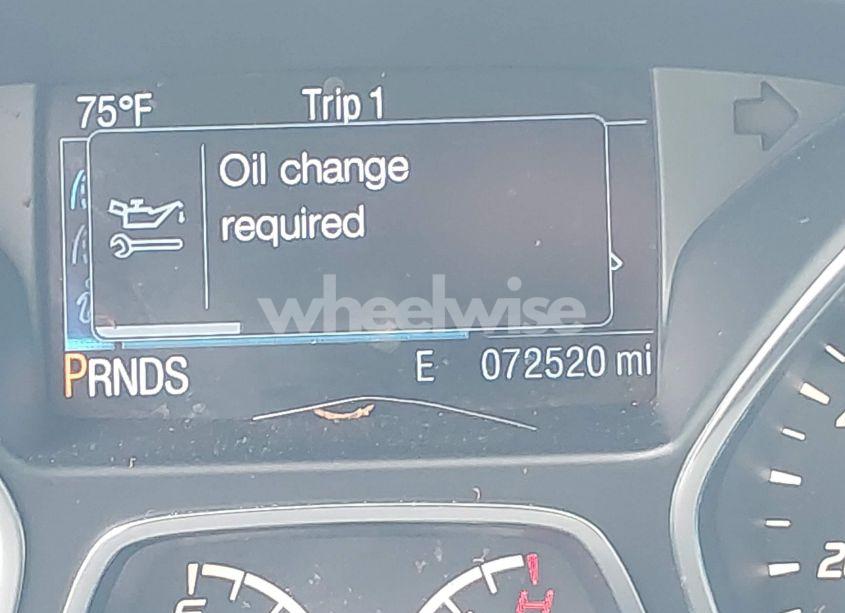 75°F Trip 1
Oil change
required
wheelwise
PRNDS E 072520 mi